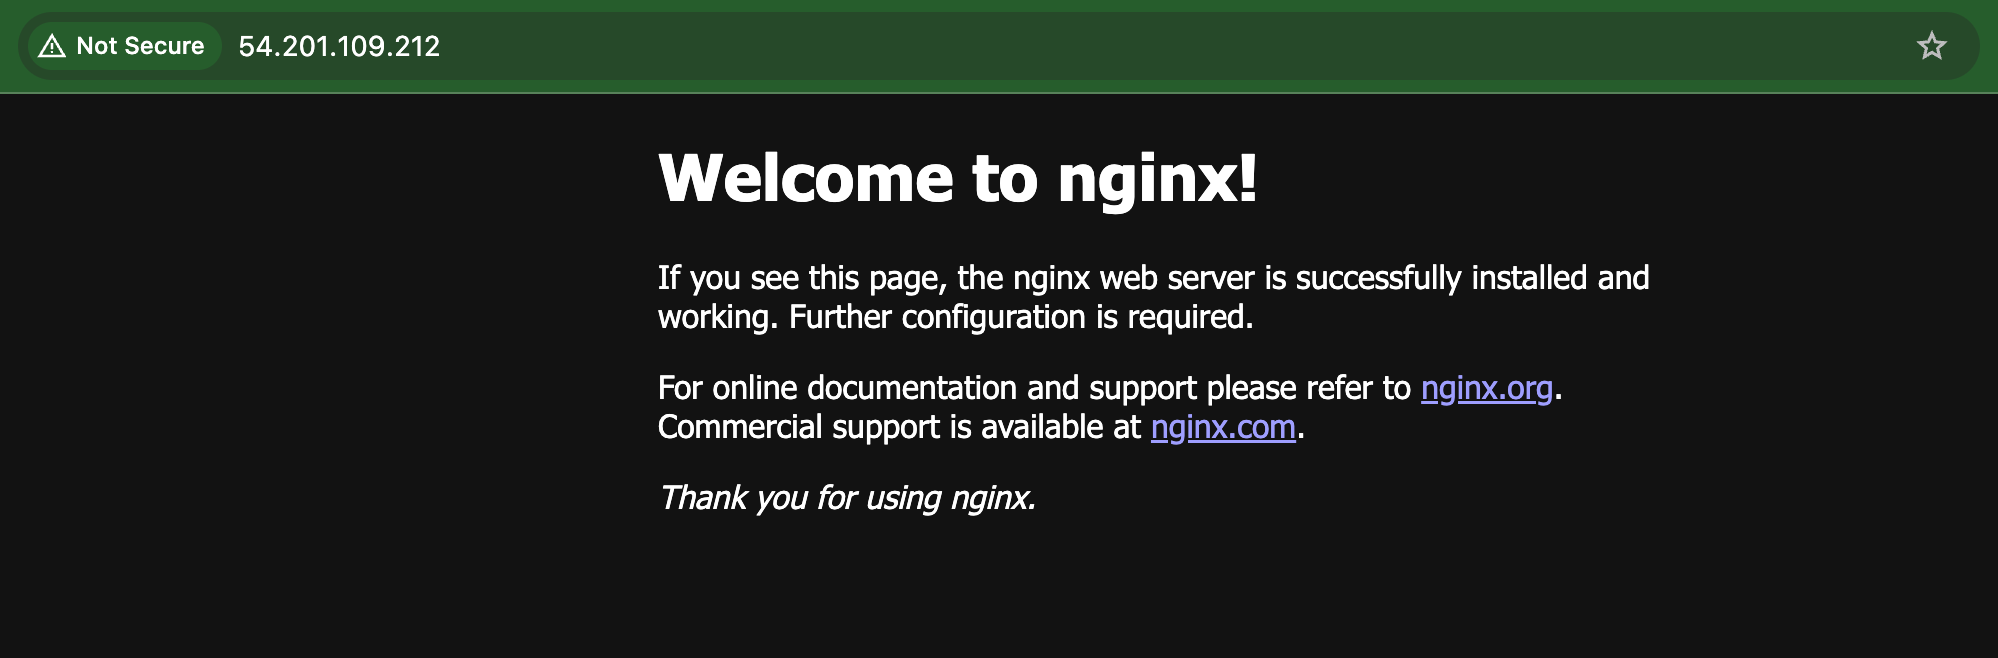 Not Secure 54.201.109.212
Welcome to nginx!
If you see this page, the nginx web server is successfully installed and
working. Further configuration is required.
For online documentation and support please refer to nginx.org.
Commercial support is available at nginx.com.
Thank you for using nginx.